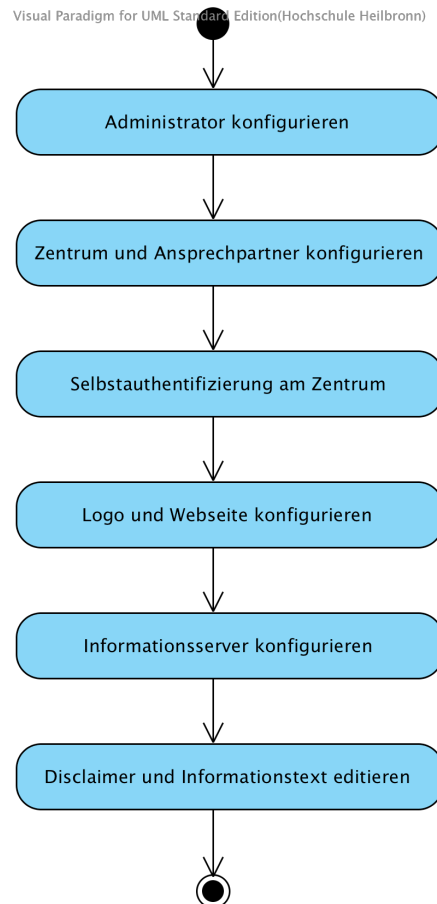 Visual Paradigm for UML Standard Edition(Hochschule Heilbronn)
Administrator konfigurieren
Zentrum und Ansprechpartner konfigurieren
Selbstauthentifizierung am Zentrum
Logo und Webseite konfigurieren
Informationsserver konfigurieren
Disclaimer und Informationstext editieren